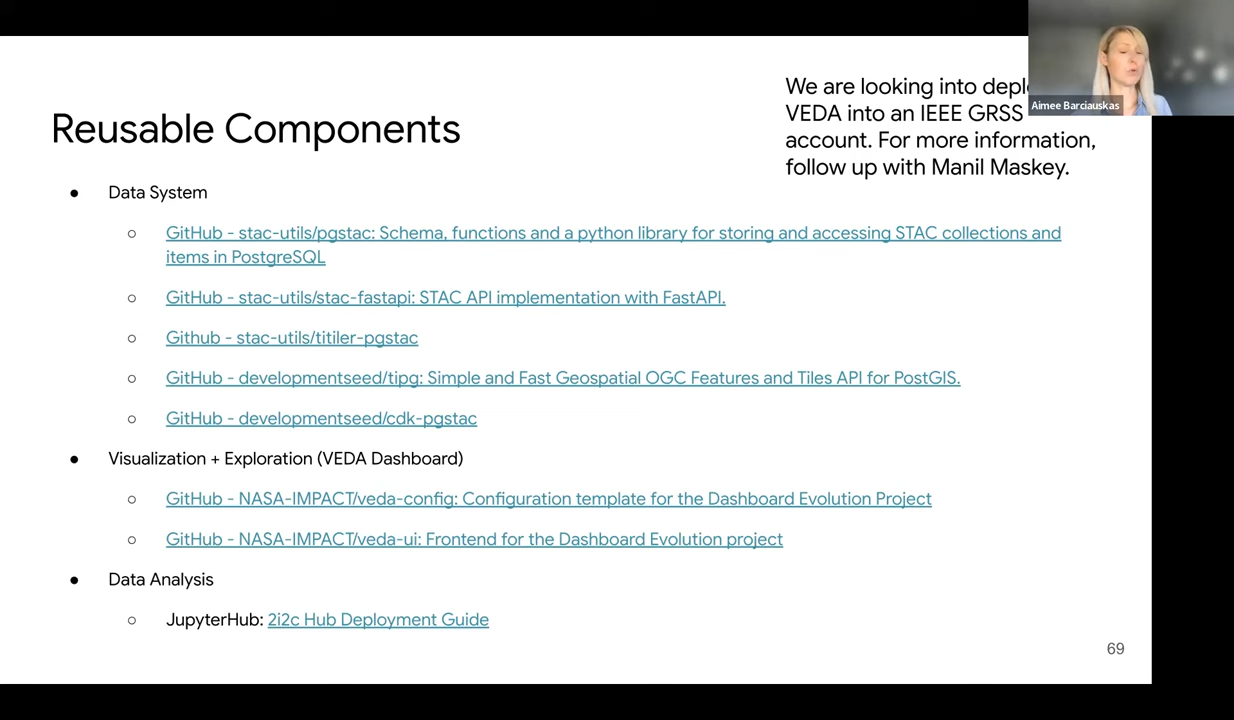 We are looking into
VEDA into an IEEE GRSS
account. For more information,
follow up with Manil Maskey.
Aimee Barciauskas
Reusable Components
● Data System
○ GitHub - stac-utils/pgstac: Schema, functions and a python library for storing and accessing STAC collections and
items in PostgreSQL
○ GitHub - stac-utils/stac-fastapi: STAC API implementation with FastAPI.
○ Github - stac-utils/titiler-pgstac
○ GitHub - developmentseed/tipg: Simple and Fast Geospatial OGC Features and Tiles API for PostGIS.
○ GitHub - developmentseed/cdk-pgstac
● Visualization + Exploration (VEDA Dashboard)
○ GitHub - NASA-IMPACT/veda-config: Configuration template for the Dashboard Evolution Project
○ GitHub - NASA-IMPACT/veda-ui: Frontend for the Dashboard Evolution project
● Data Analysis
○ JupyterHub: 2i2c Hub Deployment Guide
69